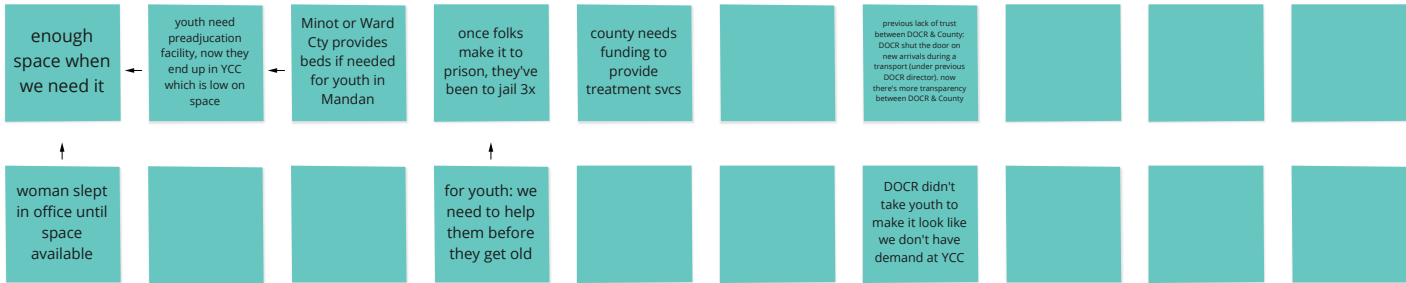 enough
space when
we need it
youth need
preadjucation
facility, now they
end up in YCC
which is low on
space
Minot or Ward
Cty provides
beds if needed
for youth in
Mandan
once folks
make it to
prison, they've
been to jail 3x
county needs
funding to
provide
treatment svcs
previous lack of trust
between DOCR & County:
DOCR shut the door on
new arrivals during a
transport (under previous
DOCR director). now
there's more transparency
between DOCR & County
woman slept
in office until
space
available
for youth: we
need to help
them before
they get old
DOCR didn't
take youth to
make it look like
we don't have
demand at YCC